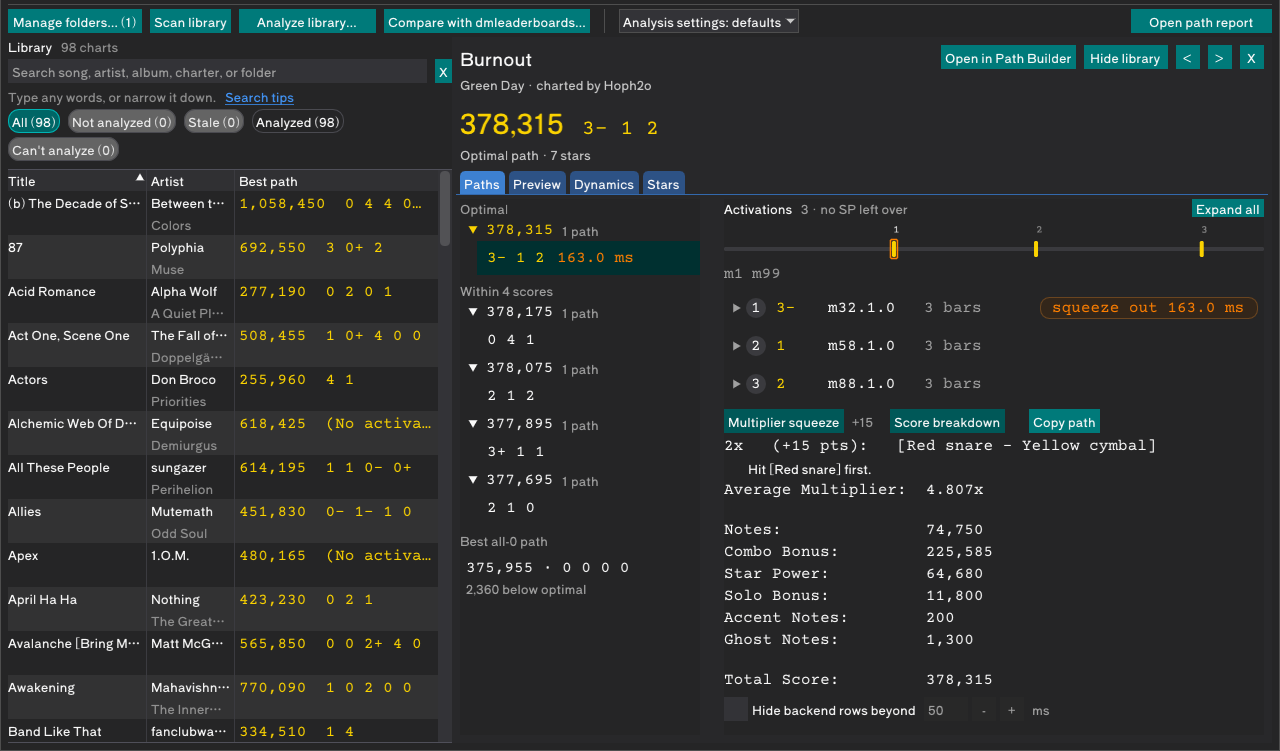 Manage folders... (1) Scan library Analyze library... Compare with dmleaderboards... Analysis settings: defaults Open path report
Library 98 charts
Search song, artist, album, charter, or folder X
Type any words, or narrow it down. Search tips
All (98) Not analyzed (0) Stale (0) Analyzed (98)
Can't analyze (0)
Title Artist Best path
(b) The Decade of S··· Between t··· 1,058,450 0 4 4 0…
Colors
87 Polyphia 692,550 3 0+ 2
Muse
Acid Romance Alpha Wolf 277,190 0 2 0 1
A Quiet Pl···
Act One, Scene One The Fall of··· 508,455 1 0+ 4 0 0
Doppelgä···
Actors Don Broco 255,960 4 1
Priorities
Alchemic Web Of D··· Equipoise 618,425 (No activa…
Demiurgus
All These People sungazer 614,195 1 1 0- 0+
Perihelion
Allies Mutemath 451,830 0- 1- 1 0
Odd Soul
Apex 1.O.M. 480,165 (No activa…
April Ha Ha Nothing 423,230 0 2 1
The Great···
Avalanche [Bring M··· Matt McG··· 565,850 0 0 2+ 4 0
Awakening Mahavishn··· 770,090 1 0 2 0 0
The Inner···
Band Like That fanclubwa··· 334,510 1 4
Burnout
Open in Path Builder Hide library < > X
Green Day · charted by Hoph2o
378,315 3- 1 2
Optimal path · 7 stars
Paths Preview Dynamics Stars
Optimal
378,315 1 path
3- 1 2 163.0 ms
Within 4 scores
378,175 1 path
0 4 1
378,075 1 path
2 1 2
377,895 1 path
3+ 1 1
377,695 1 path
2 1 0
Best all-0 path
375,955 · 0 0 0 0
2,360 below optimal
Activations 3 · no SP left over Expand all
1 2 3
m1 m99
1 3- m32.1.0 3 bars squeeze out 163.0 ms
2 1 m58.1.0 3 bars
3 2 m88.1.0 3 bars
Multiplier squeeze +15 Score breakdown Copy path
2x (+15 pts): [Red snare - Yellow cymbal]
Hit [Red snare] first.
Average Multiplier: 4.807x
Notes: 74,750
Combo Bonus: 225,585
Star Power: 64,680
Solo Bonus: 11,800
Accent Notes: 200
Ghost Notes: 1,300
Total Score: 378,315
Hide backend rows beyond 50 - + ms